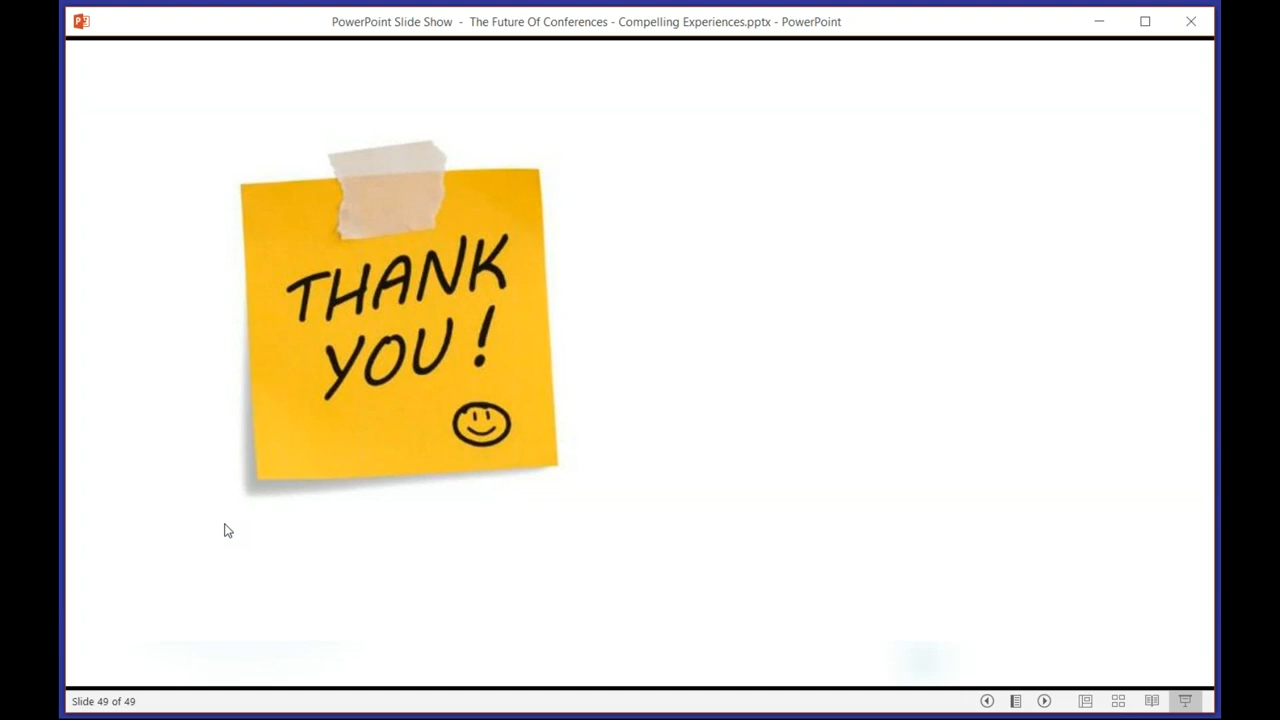 PowerPoint Slide Show - The Future Of Conferences - Compelling Experiences.pptx - PowerPoint
THANK
YOU!
Slide 49 of 49